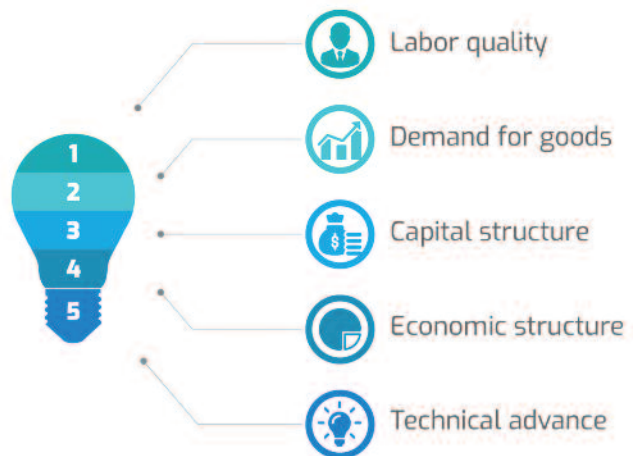 1
Labor quality
2
Demand for goods
3
$
Capital structure
4
Economic structure
5
Technical advance